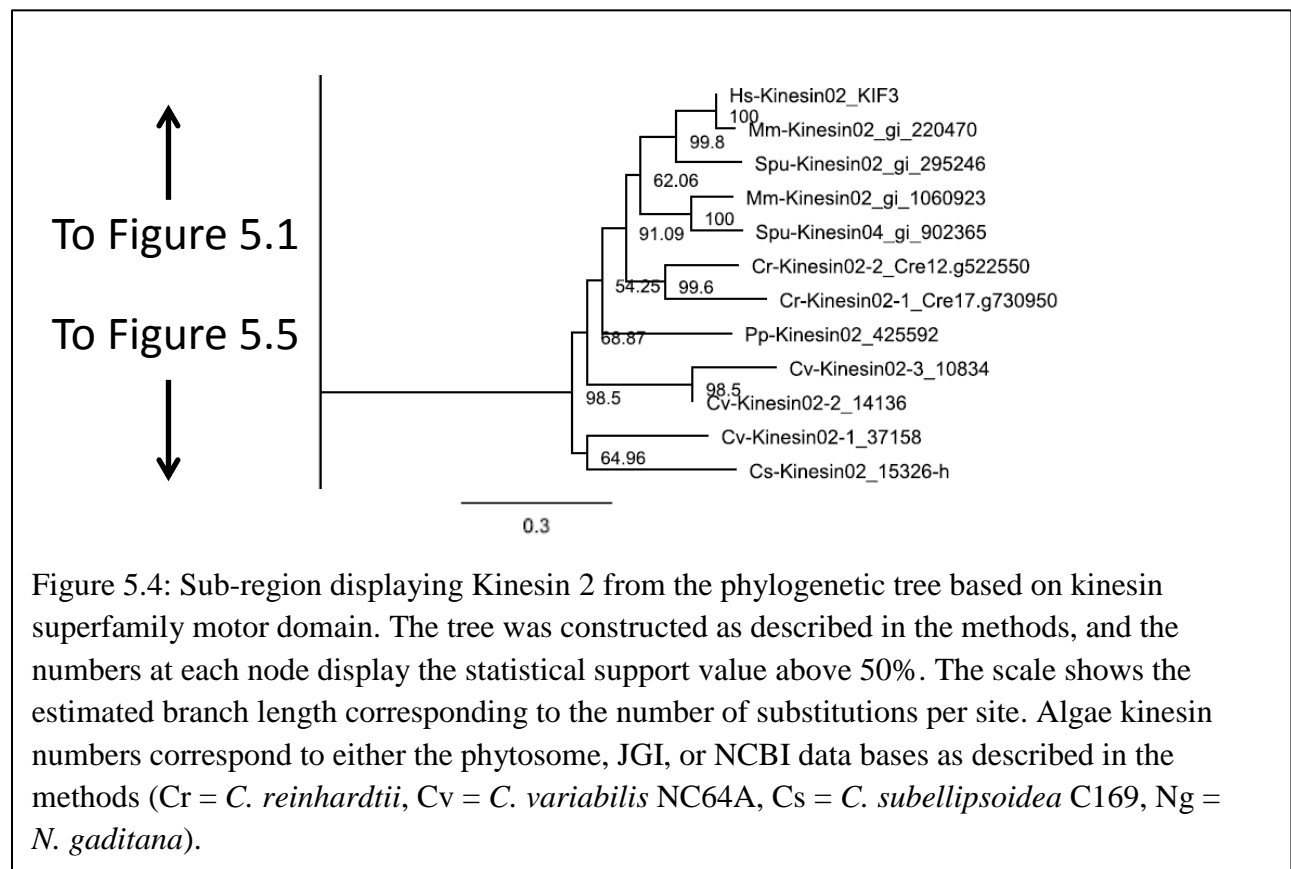 To Figure 5.1
To Figure 5.5
Hs-Kinesin02_KIF3
100
Mm-Kinesin02_gi_220470
99.8
Spu-Kinesin02_gi_295246
62.06
Mm-Kinesin02_gi_1060923
100
Spu-Kinesin04_gi_902365
91.09
Cr-Kinesin02-2_Cre12.g522550
54.25
99.6
Cr-Kinesin02-1_Cre17.g730950
68.87
Pp-Kinesin02_425592
Cv-Kinesin02-3_10834
98.5
98.5
Cv-Kinesin02-2_14136
Cv-Kinesin02-1_37158
64.96
Cs-Kinesin02_15326-h
0.3
Figure 5.4: Sub-region displaying Kinesin 2 from the phylogenetic tree based on kinesin
superfamily motor domain. The tree was constructed as described in the methods, and the
numbers at each node display the statistical support value above 50%. The scale shows the
estimated branch length corresponding to the number of substitutions per site. Algae kinesin
numbers correspond to either the phytosome, JGI, or NCBI data bases as described in the
methods (Cr = C. reinhardtii, Cv = C. variabilis NC64A, Cs = C. subellipsoidea C169, Ng =
N. gaditana).